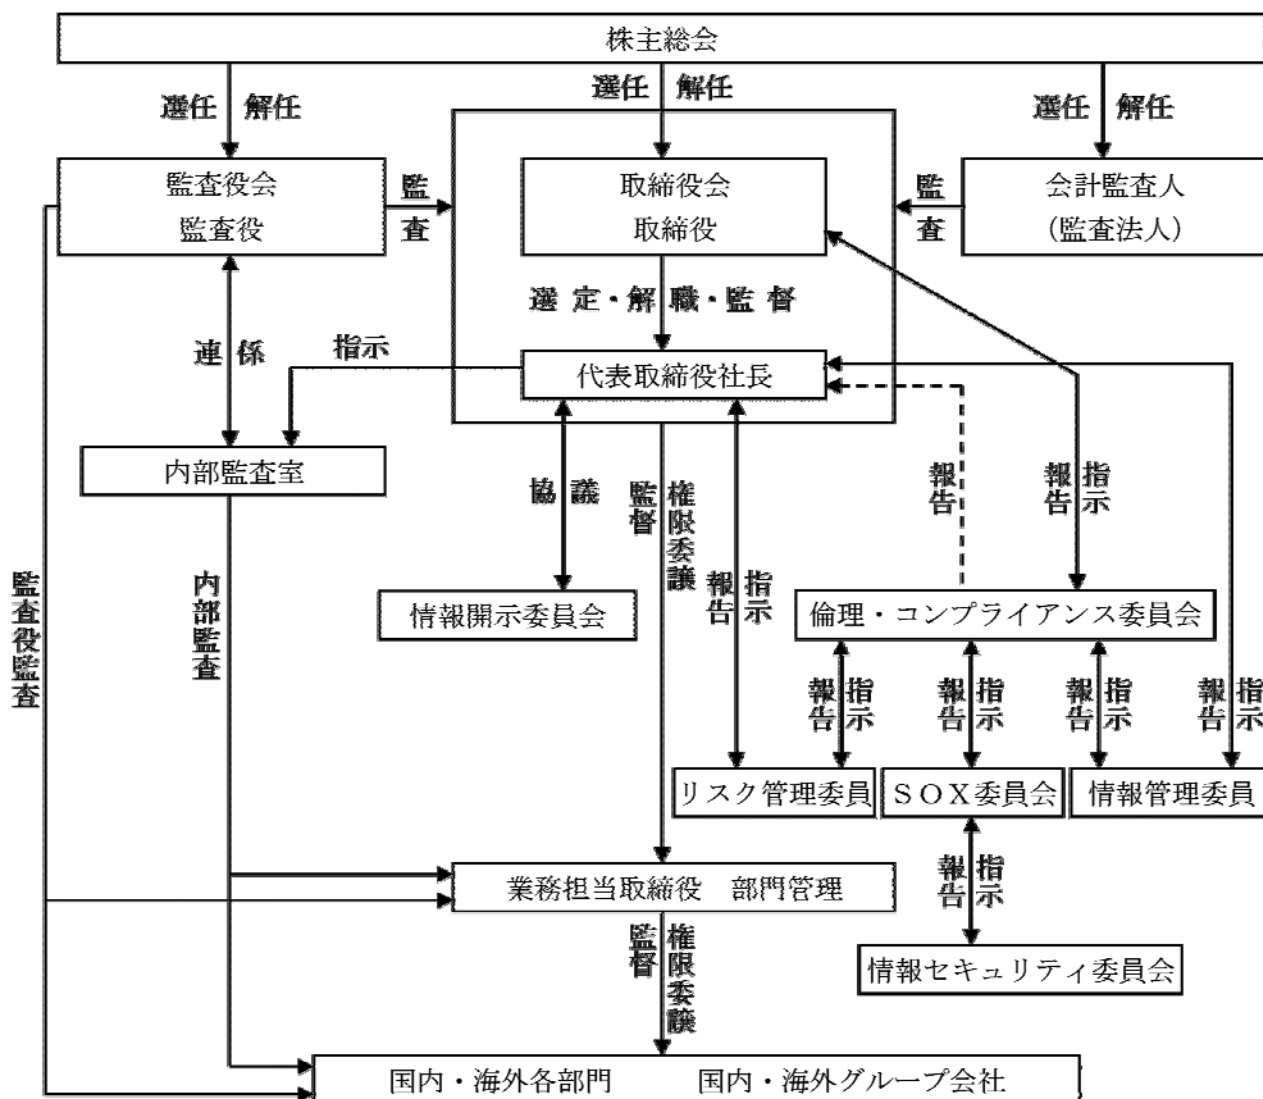 株主総会
選任 解任
選任 解任
選任 解任
監査役会
監査役
監査
取締役会
取締役
監査
会計監査人
(監査法人)
選定・解職・監督
連係
指示
代表取締役社長
内部監査室
協議
監督
権限委譲
報告
報告
指示
監査役監査
内部監査
情報開示委員会
報告
指示
倫理・コンプライアンス委員会
報告
指示
報告
指示
報告
指示
報告
指示
リスク管理委員
SOX委員会
情報管理委員
業務担当取締役 部門管理
報告
指示
監督
権限委譲
情報セキュリティ委員会
国内・海外各部門 国内・海外グループ会社